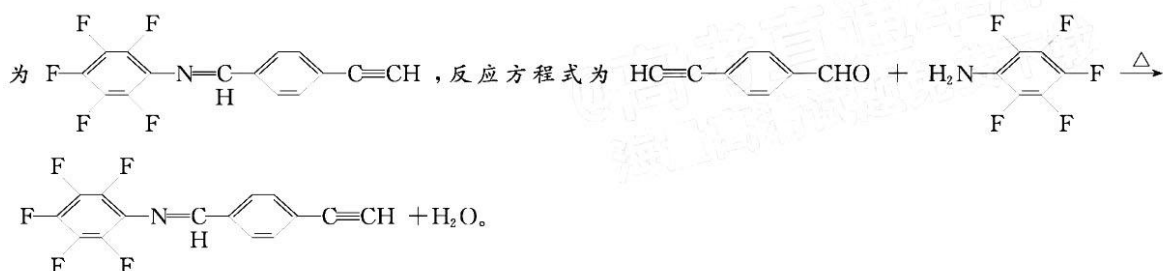 F F
为 F N=C C≡CH ,反应方程式为 HC≡C CHO + H₂N F △
H
F F
F F
F F
F N=C C≡CH +H₂O。
H
F F